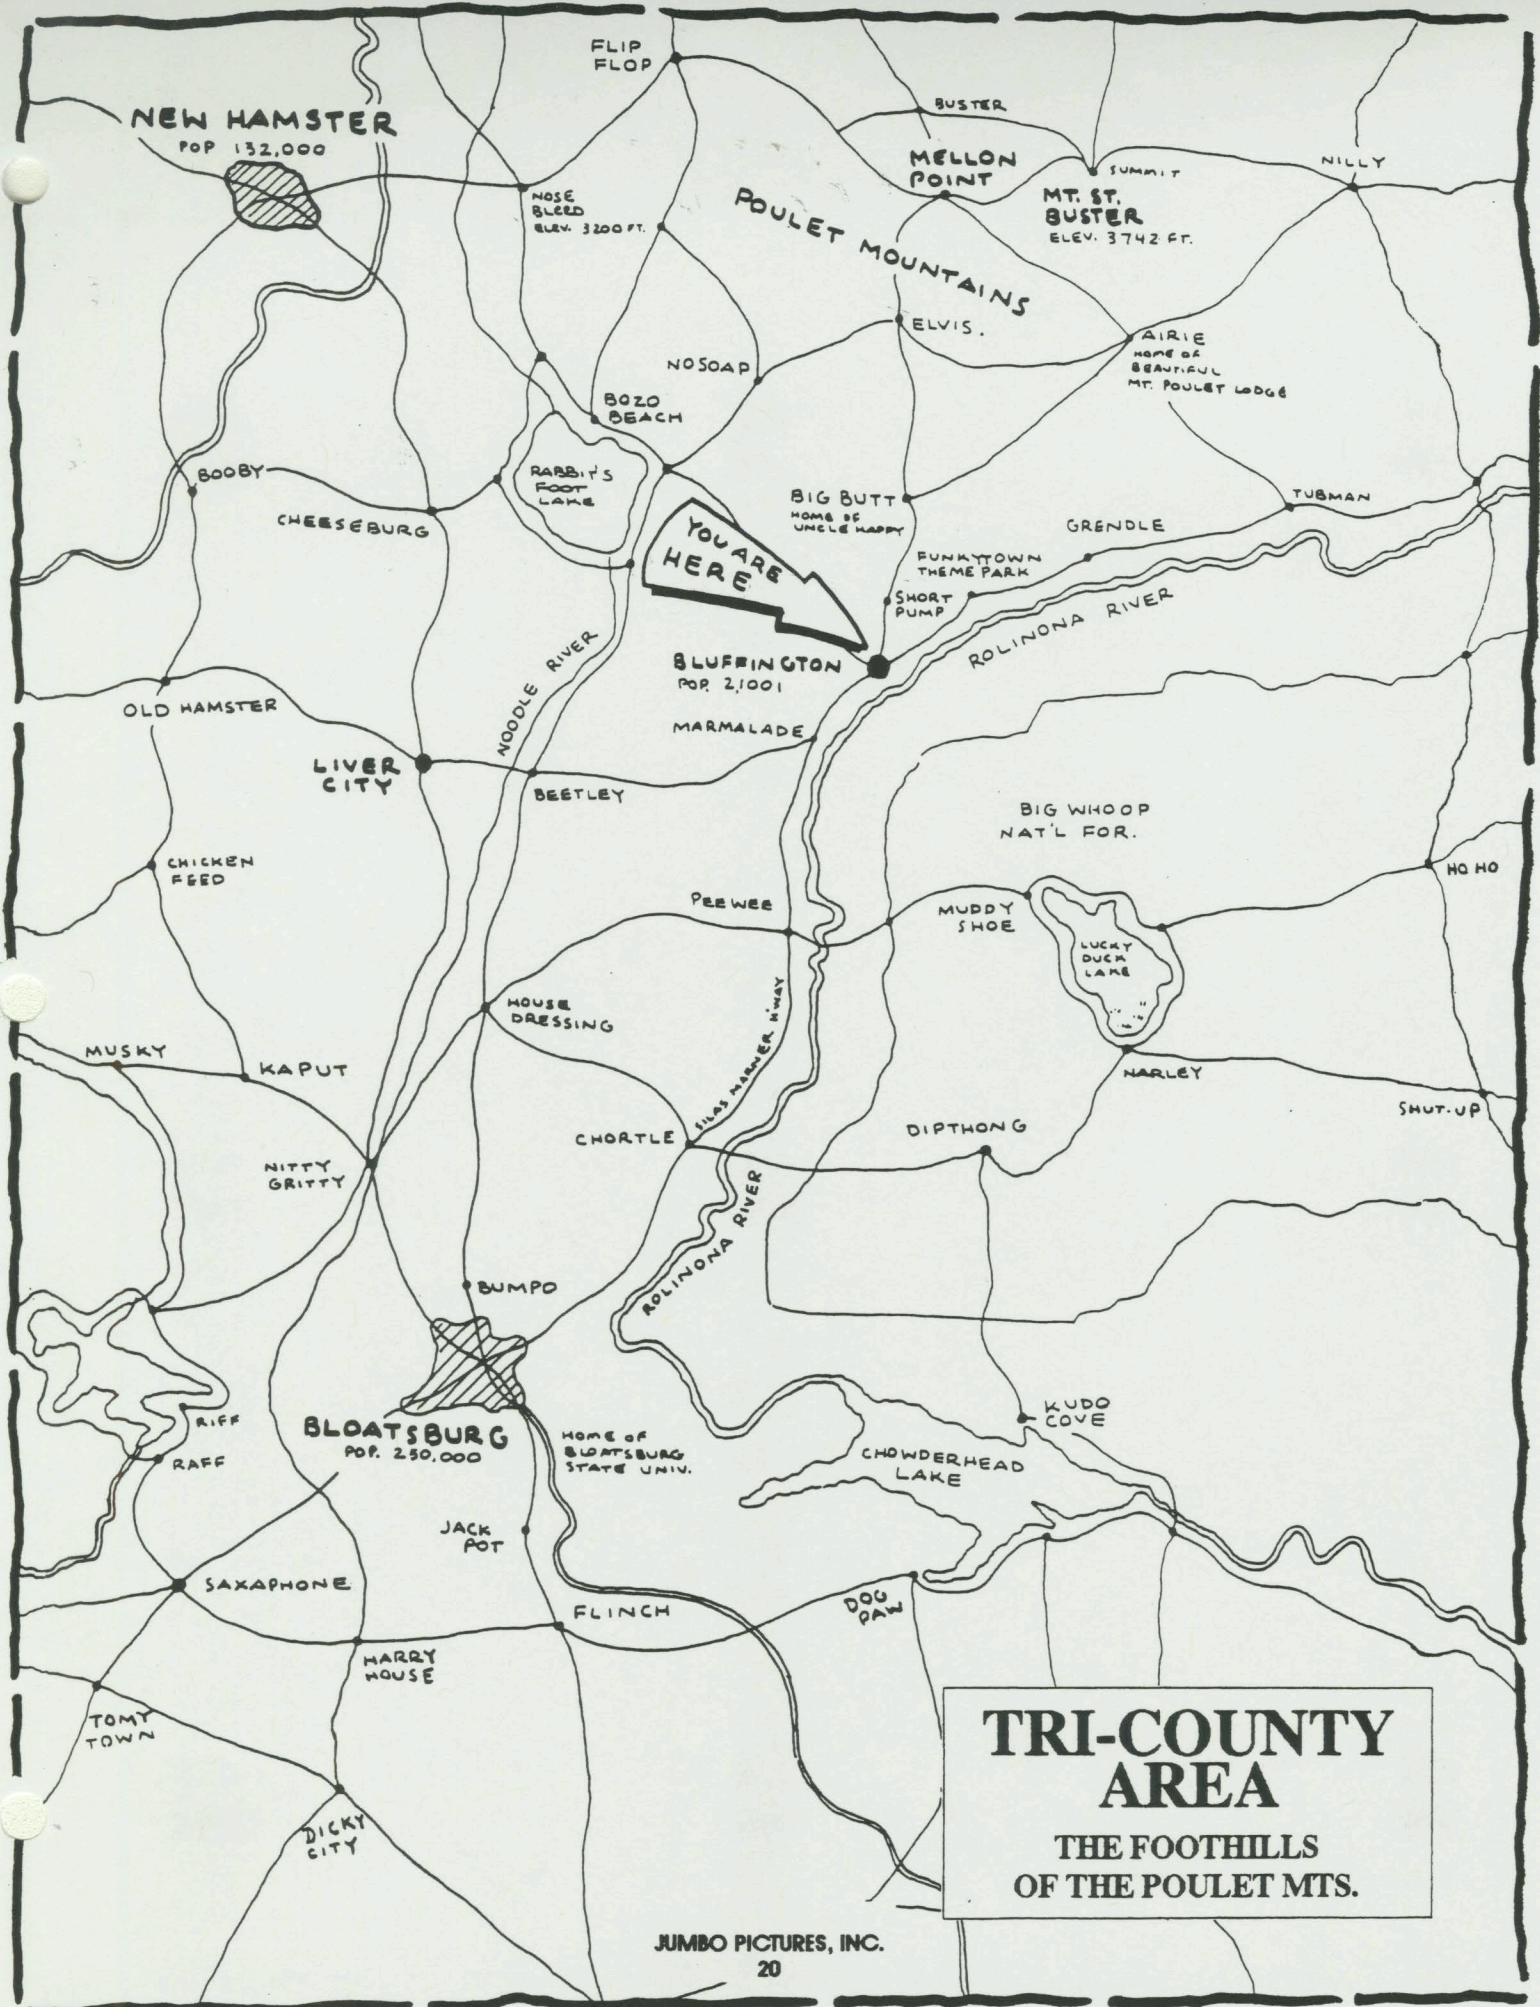 FLIP
FLOP
NEW HAMSTER
POP 132,000
BUSTER
MELLON
POINT
SUMMIT
NILLY
MT. ST.
BUSTER
ELEV. 3742 FT.
NOSE
BLEED
ELEV. 3200 FT.
POULET MOUNTAINS
ELVIS.
AIRIE
HOME OF
BEAUTIFUL
MT. POULET LODGE
NOSOAP
BOZO
BEACH
BOOBY
RABBIT'S
FOOT
LAKE
CHEESEBURG
BIG BUTT
HOME OF
UNCLE HAPPY
TUBMAN
GRENDLE
YOU ARE
HERE
FUNKYTOWN
THEME PARK
SHORT
PUMP
ROLINONA RIVER
NOODLE RIVER
BLUFFINGTON
POP. 2,1001
OLD HAMSTER
MARMALADE
LIVER
CITY
BEETLEY
BIG WHOOP
NAT'L FOR.
CHICKEN
FEED
HO HO
PEEWEE
MUDDY
SHOE
LUCKY
DUCK
LAKE
HOUSE
DRESSING
SILAS MARNER H'WAY
MUSKY
KAPUT
NARLEY
SHUT-UP
CHORTLE
DIPTHONG
NITTY
GRITTY
ROLINONA RIVER
BUMPO
RIFF
RAFF
BLOATSBURG
POP. 250,000
HOME OF
BLOATSBURG
STATE UNIV.
KUDO
COVE
CHOWDERHEAD
LAKE
JACK
POT
SAXAPHONE
FLINCH
DOG
PAW
HARRY
HOUSE
TOMY
TOWN
DICKY
CITY
TRI-COUNTY
AREA
THE FOOTHILLS
OF THE POULET MTS.
JUMBO PICTURES, INC.
20